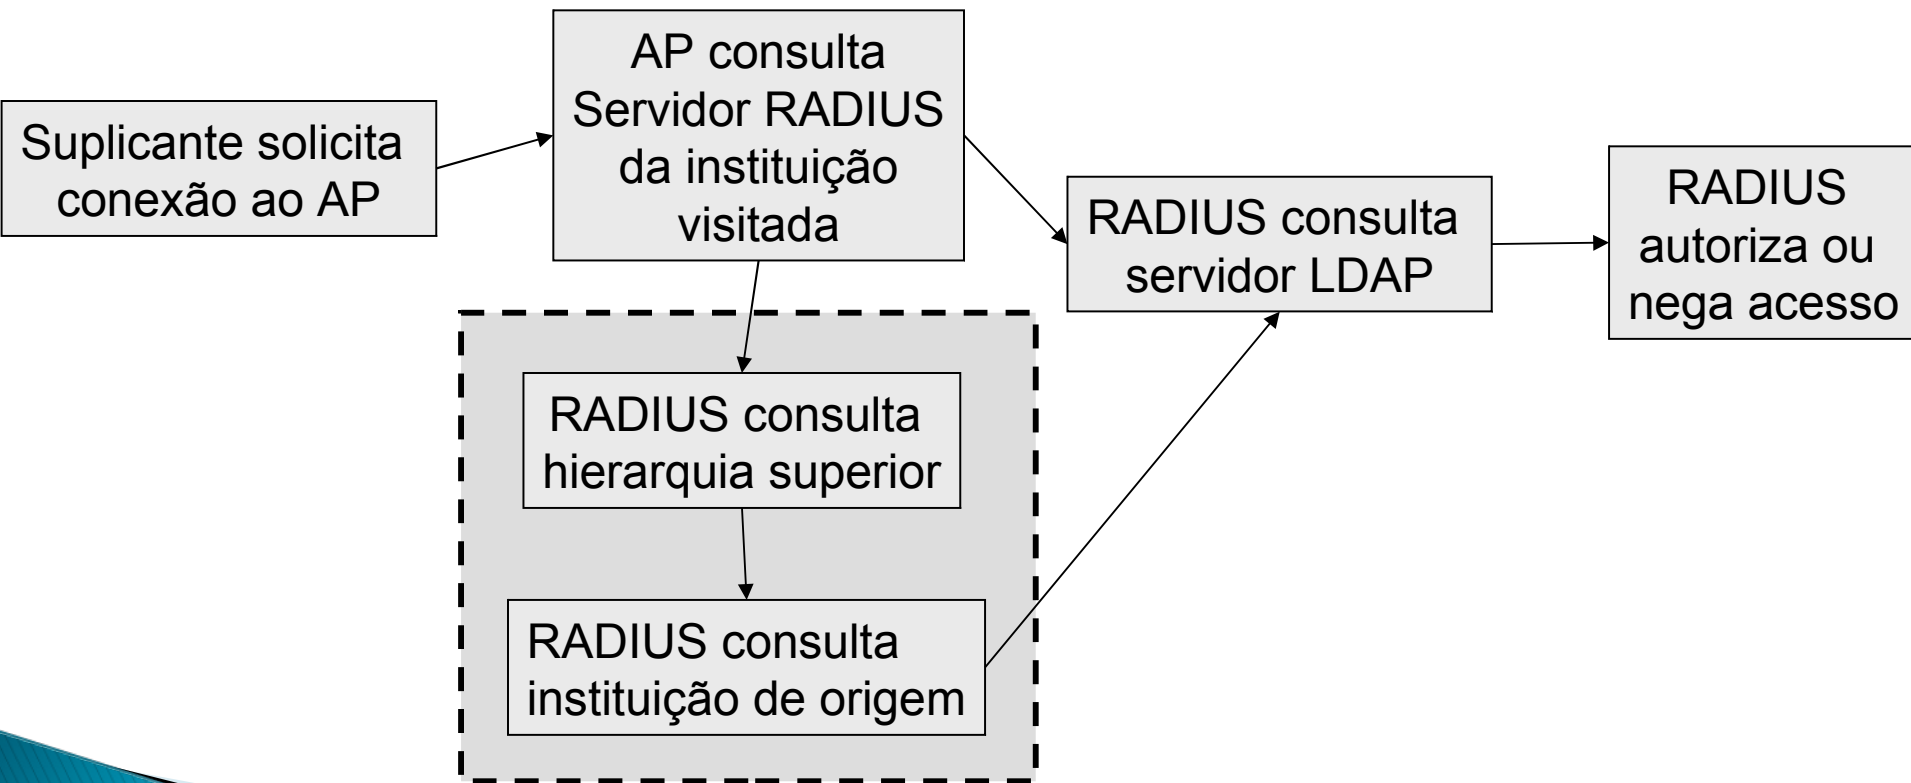 Suplicante solicita
conexão ao AP
AP consulta
Servidor RADIUS
da instituição
visitada
RADIUS consulta
servidor LDAP
RADIUS
autoriza ou
nega acesso
RADIUS consulta
hierarquia superior
RADIUS consulta
instituição de origem